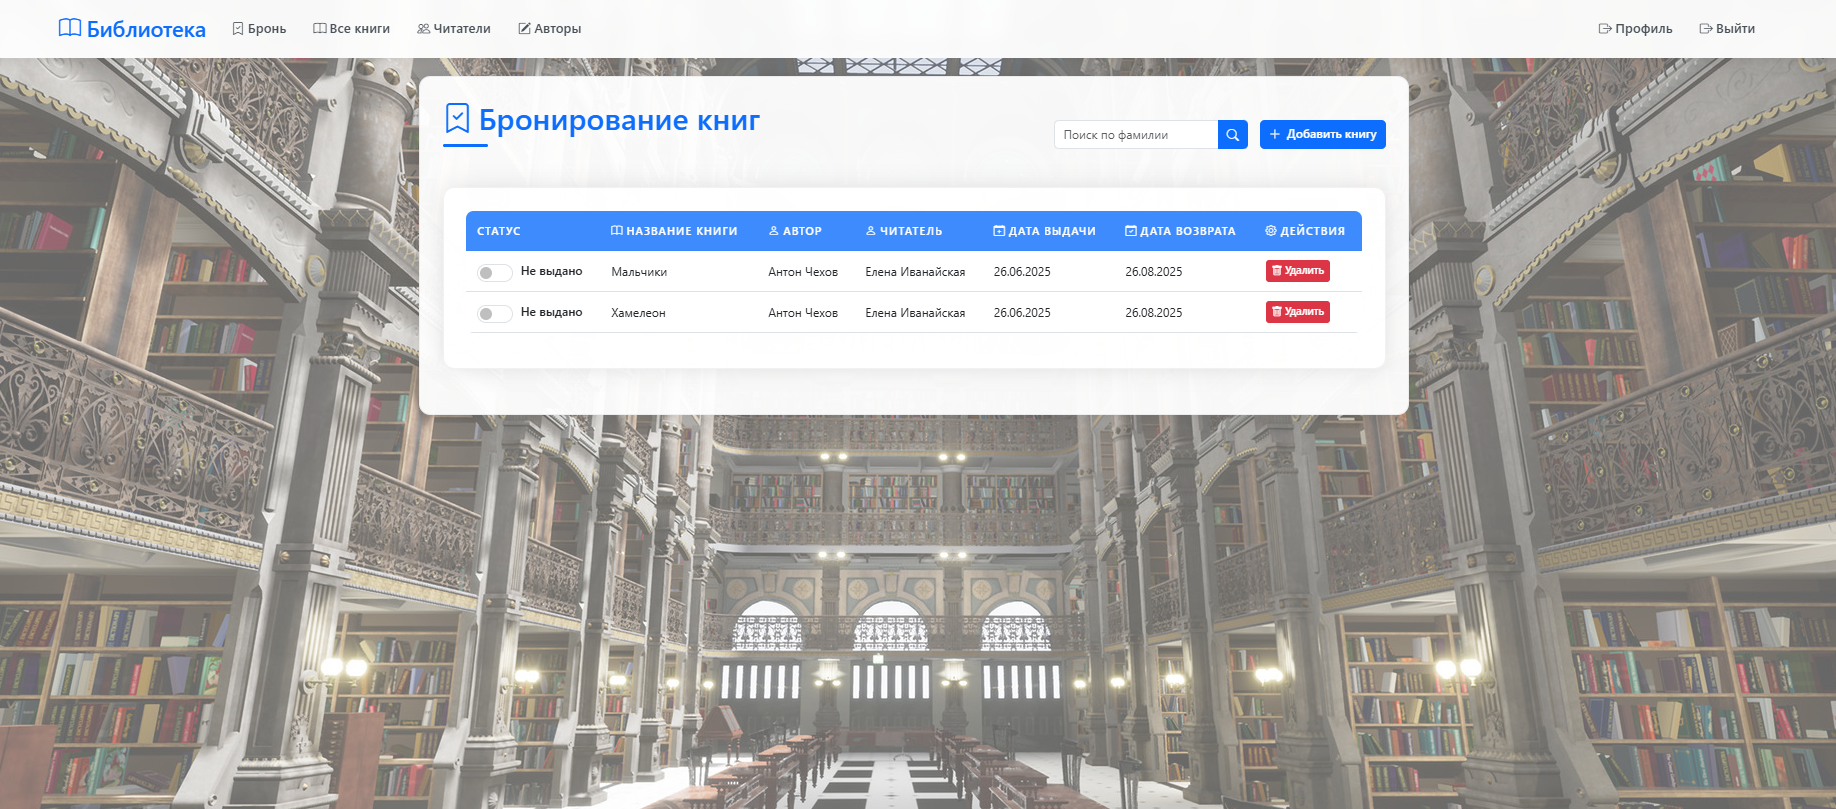 Библиотека Бронь Все книги Читатели Авторы Профиль Выйти
Бронирование книг
Поиск по фамилии Добавить книгу
СТАТУС НАЗВАНИЕ КНИГИ АВТОР ЧИТАТЕЛЬ ДАТА ВЫДАЧИ ДАТА ВОЗВРАТА ДЕЙСТВИЯ
Не выдано Мальчики Антон Чехов Елена Иванайская 26.06.2025 26.08.2025 Удалить
Не выдано Хамелеон Антон Чехов Елена Иванайская 26.06.2025 26.08.2025 Удалить